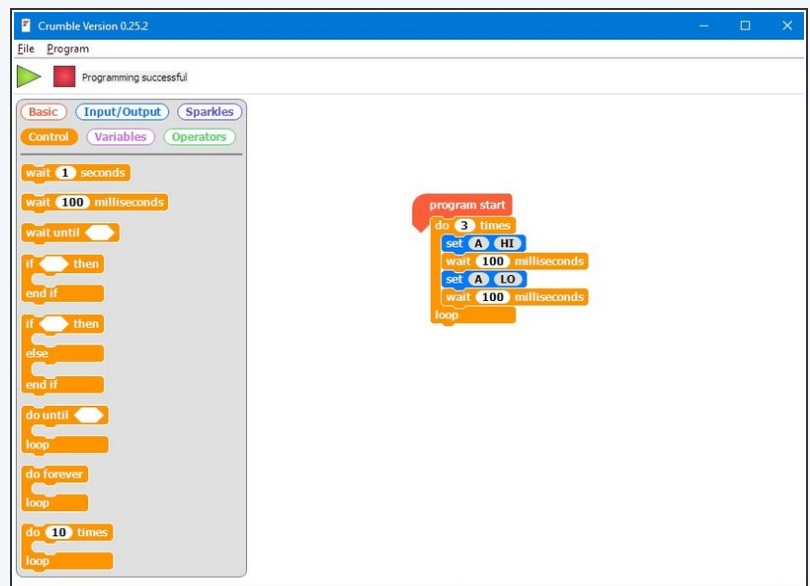 Crumble Version 0.25.2
File Program
Programming successful
Basic Input/Output Sparkles
Control Variables Operators
wait 1 seconds
wait 100 milliseconds
wait until
if then
end if
if then
else
end if
do until
loop
do forever
loop
do 10 times
loop
program start
do 3 times
set A HI
wait 100 milliseconds
set A LO
wait 100 milliseconds
loop